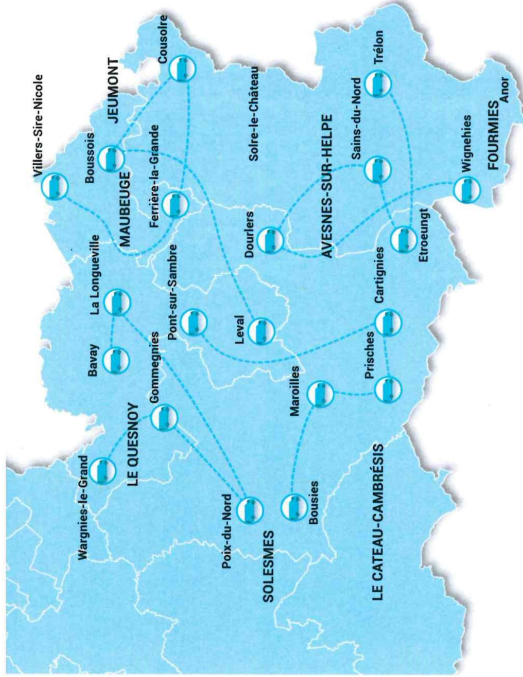 Villers-Sire-Nicole
Wargnies-le-Grand
Boussois
Bavay
La Longueville
JEUMONT
MAUBEUGE
LE QUESNOY
Gommegnies
Ferrière-la-Grande
Cousolre
Pont-sur-Sambre
Poix-du-Nord
Leval
Dourlers
Solre-le-Château
SOLESMES
Maroilles
Bousies
AVESNES-SUR-HELPE
Sains-du-Nord
Prisches
Trélon
LE CATEAU-CAMBRÉSIS
Cartignies
Etroeungt
Wignehies
FOURMIES
Anor